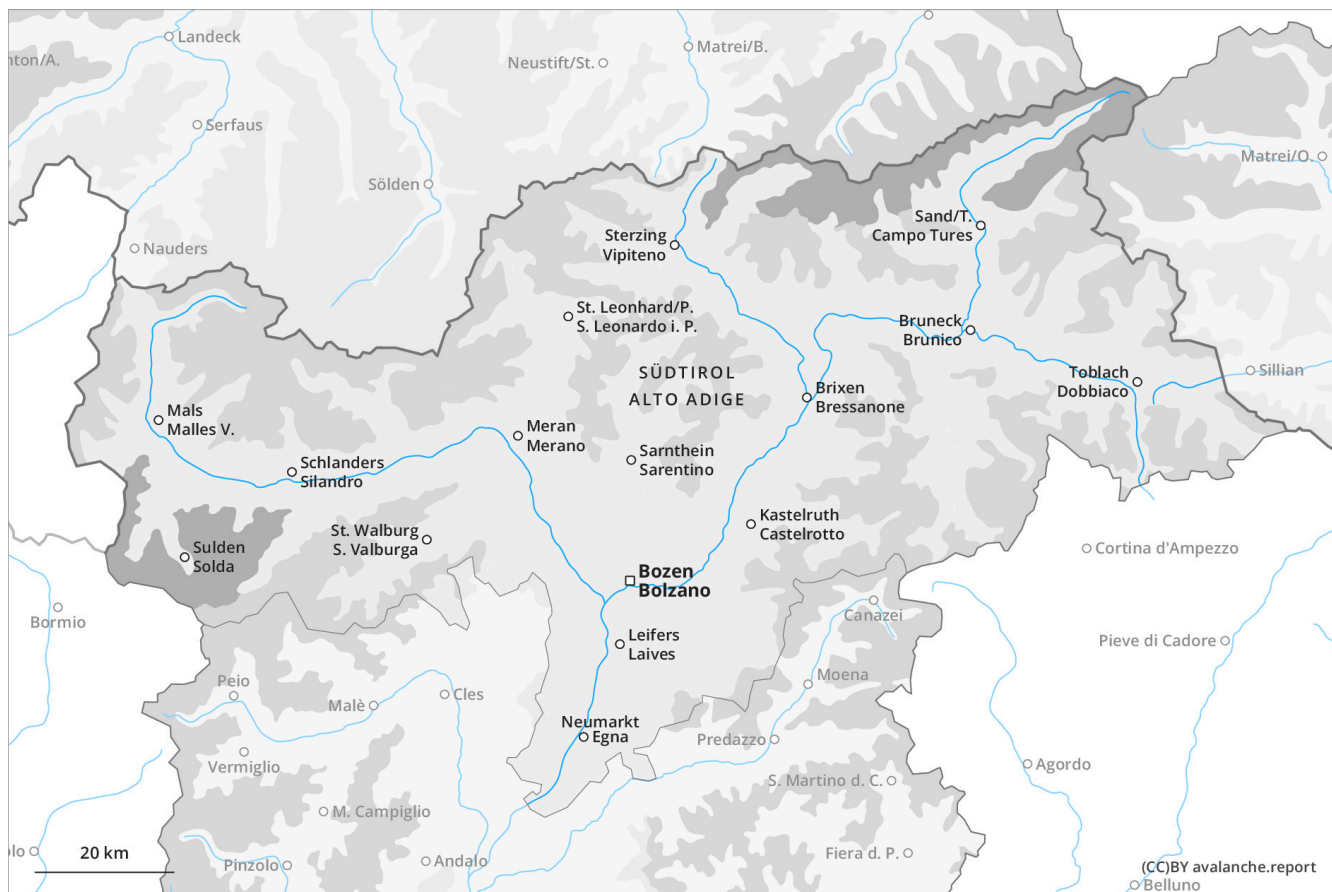 Landeck
nton/A.
Neustift/St.
Matrei/B.
Serfaus
Matrei/O.
Sölden
Sand/T.
Campo Tures
Sterzing
Vipiteno
Nauders
St. Leonhard/P.
S. Leonardo i. P.
Bruneck
Brunico
SÜDTIROL
ALTO ADIGE
Toblach
Dobbiaco
Sillian
Brixen
Bressanone
Mals
Malles V.
Meran
Merano
Sarnthein
Sarentino
Schlanders
Silandro
Kastelruth
Castelrotto
St. Walburg
S. Valburga
Sulden
Solda
Cortina d'Ampezzo
Bozen
Bolzano
Bormio
Canazei
Leifers
Laives
Pieve di Cadore
Peio
Moena
Cles
Malè
Neumarkt
Egna
Predazzo
Vermiglio
Agordo
S. Martino d. C.
M. Campiglio
olo
20 km
Pinzolo
Andalo
Fiera d. P.
(CC)BY avalanche.report
Belluno